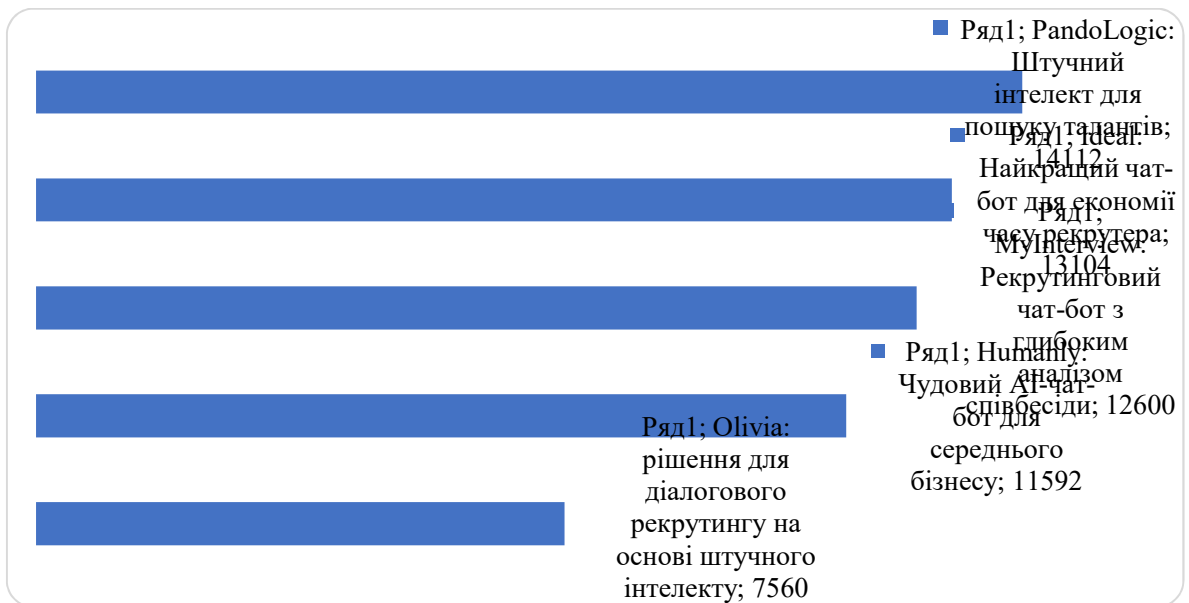 Ряд1; PandoLogic:
Штучний
інтелект для
пошуку талантів;
14112
Ряд1; Ideal:
Найкращий чат-
бот для економії
часу рекрутера;
13104
Ряд1;
MyInterview:
Рекрутинговий
чат-бот з
глибоким
аналізом
співбесіди; 12600
Ряд1; Humanly:
Чудовий AI-чат-
бот для
середнього
бізнесу; 11592
Ряд1; Olivia:
рішення для
діалогового
рекрутингу на
основі штучного
інтелекту; 7560